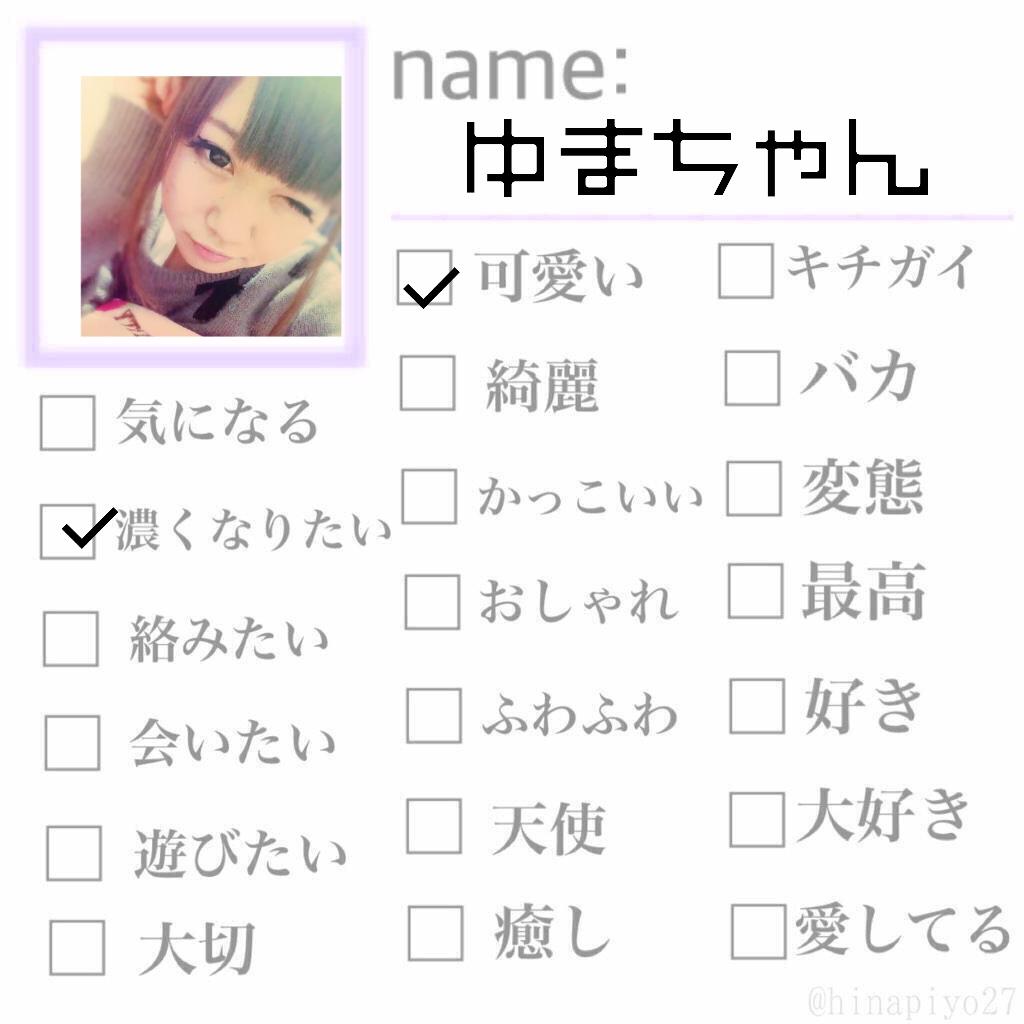 name:
ゆまちゃん
可愛い
綺麗
かっこいい
おしゃれ
ふわふわ
天使
癒し
キチガイ
バカ
変態
最高
好き
大好き
愛してる
気になる
濃くなりたい
絡みたい
会いたい
遊びたい
大切
@hinapiyo27